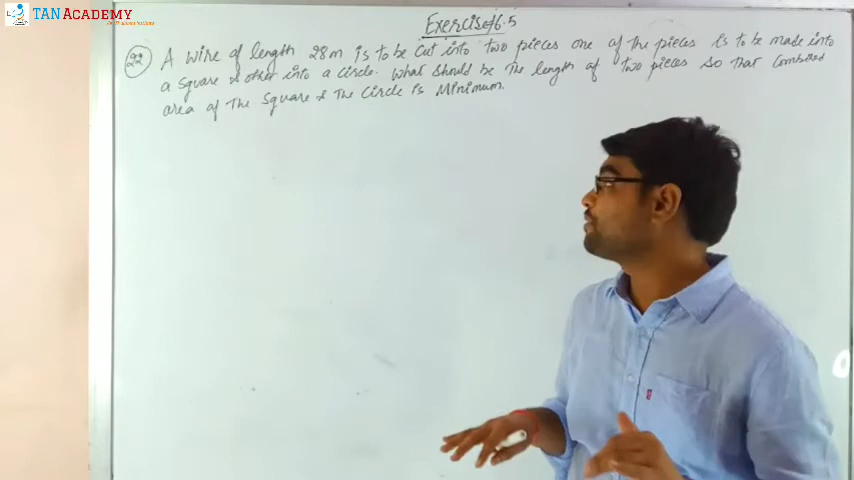 TAN ACADEMY
Exercise 6.5
22 A wire of length 28m is to be cut into two pieces one of the pieces is to be made into
a square & other into a circle. what should be the length of two pieces so that combined
area of the square & the circle is minimum.